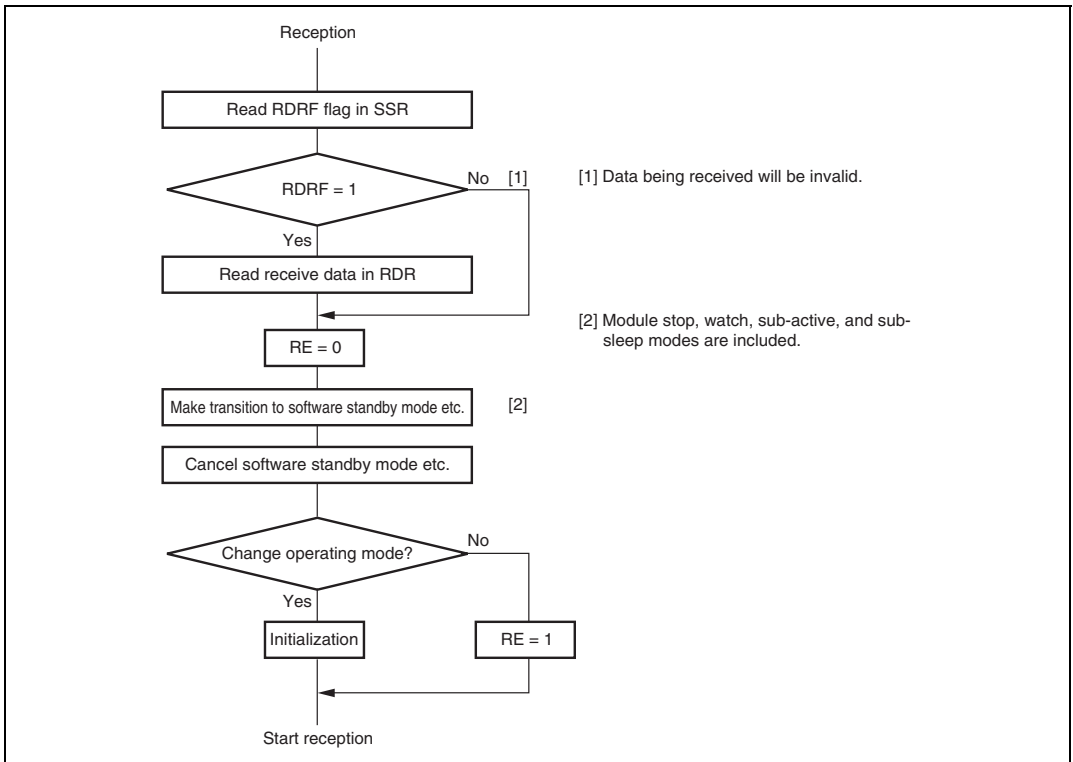 Reception
Read RDRF flag in SSR
RDRF = 1
No [1]
[1] Data being received will be invalid.
Yes
Read receive data in RDR
[2] Module stop, watch, sub-active, and sub-
sleep modes are included.
RE = 0
Make transition to software standby mode etc.
[2]
Cancel software standby mode etc.
Change operating mode?
No
Yes
Initialization
RE = 1
Start reception